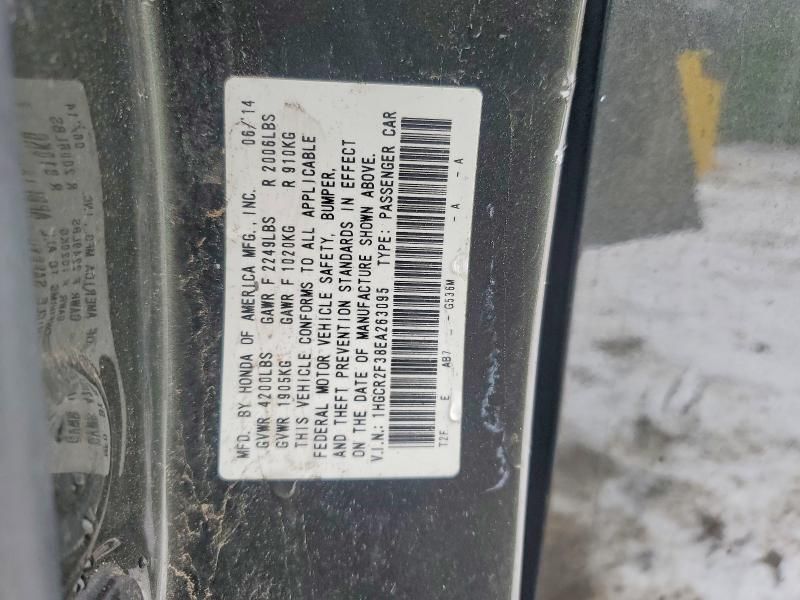 MFD. BY HONDA OF AMERICA MFG., INC. 06/14
GVWR 4200LBS GAWR F 2249LBS R 2006LBS
GVWR 1905KG GAWR F 1020KG R 910KG
THIS VEHICLE CONFORMS TO ALL APPLICABLE
FEDERAL MOTOR VEHICLE SAFETY, BUMPER,
AND THEFT PREVENTION STANDARDS IN EFFECT
ON THE DATE OF MANUFACTURE SHOWN ABOVE.
V.I.N.: 1HGCR2F38EA263095 TYPE: PASSENGER CAR
T2F E AB7 - - G536M - A - A